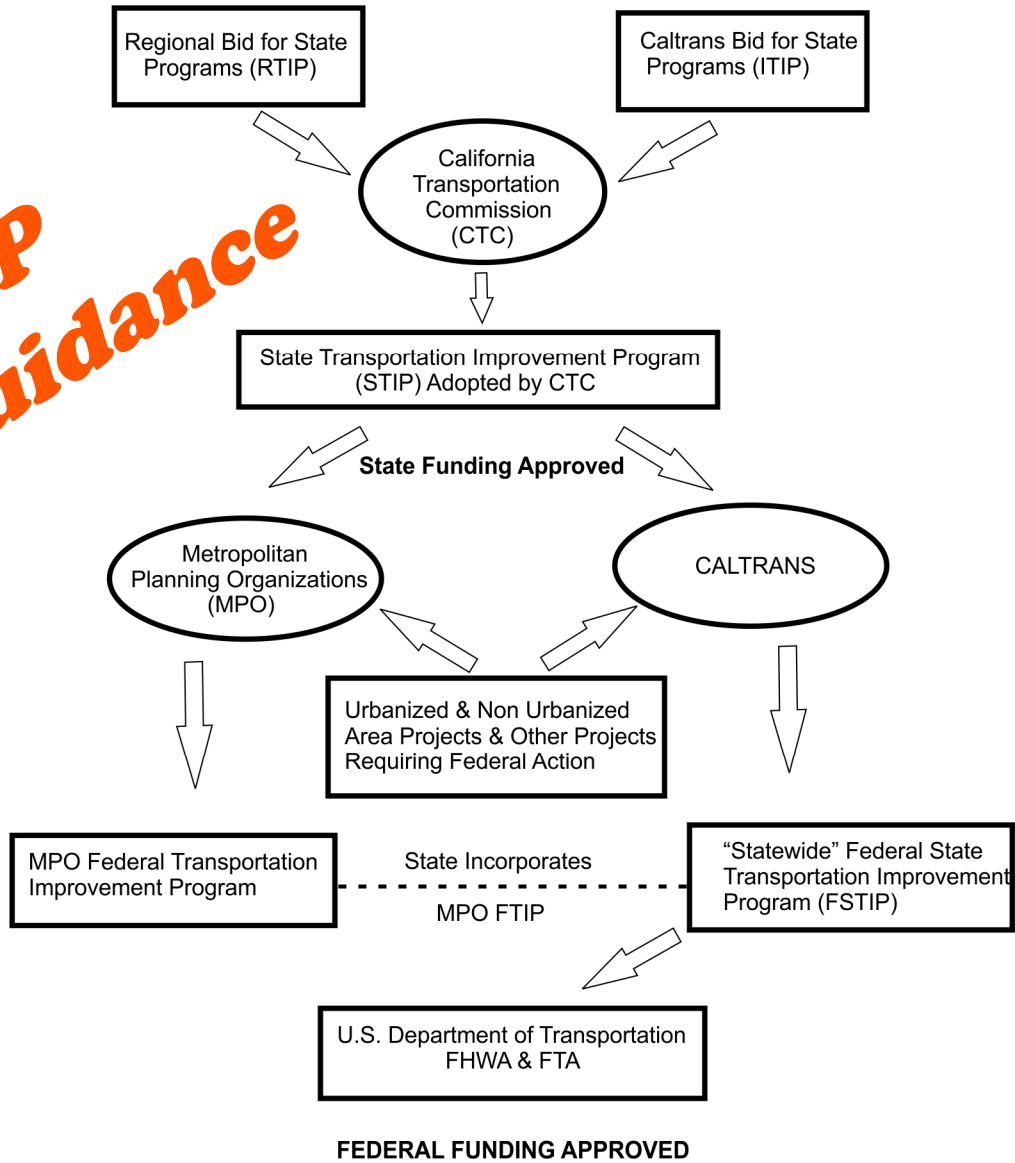 Regional Bid for State
Programs (RTIP)
Caltrans Bid for State
Programs (ITIP)
California
Transportation
Commission
(CTC)
State Transportation Improvement Program
(STIP) Adopted by CTC
State Funding Approved
Metropolitan
Planning Organizations
(MPO)
CALTRANS
Urbanized & Non Urbanized
Area Projects & Other Projects
Requiring Federal Action
MPO Federal Transportation
Improvement Program
State Incorporates
MPO FTIP
“Statewide” Federal State
Transportation Improvement
Program (FSTIP)
U.S. Department of Transportation
FHWA & FTA
FEDERAL FUNDING APPROVED